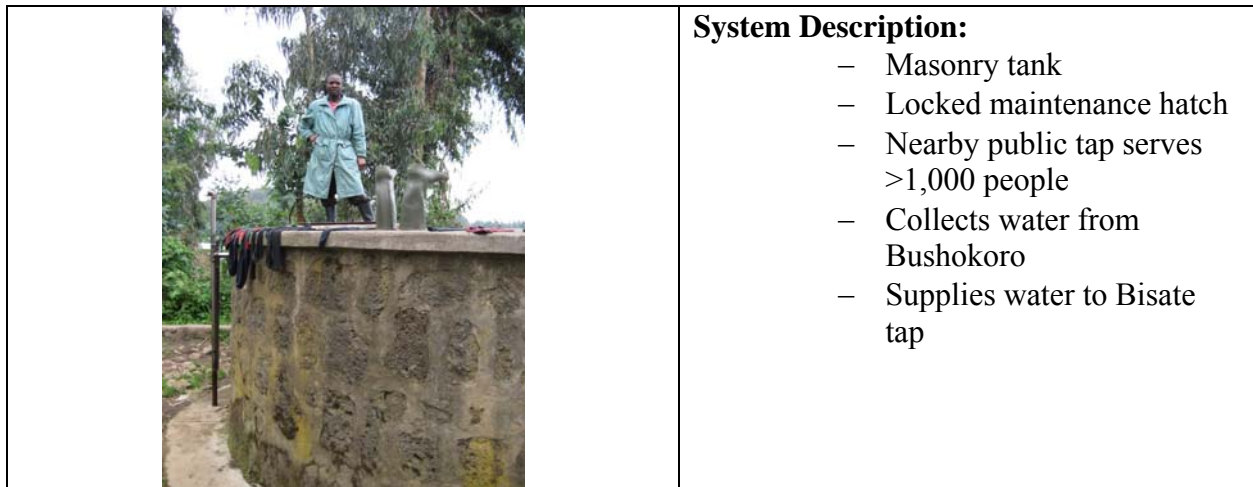 System Description:
– Masonry tank
– Locked maintenance hatch
– Nearby public tap serves
>1,000 people
– Collects water from
Bushokoro
– Supplies water to Bisate
tap